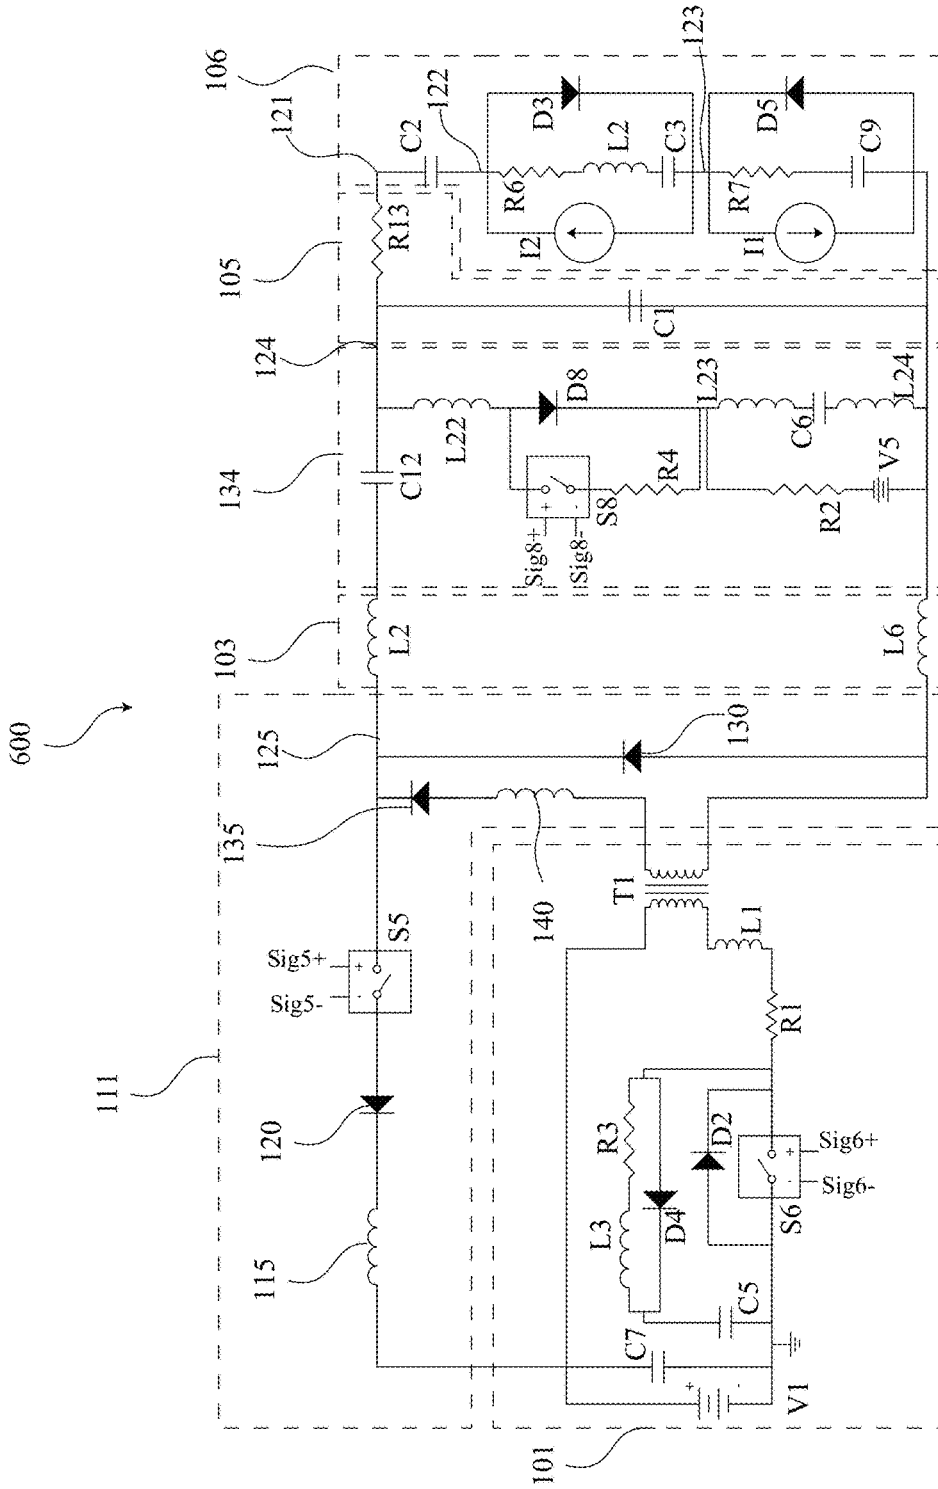 600
111
103
134
124
105
121
106
115
120
Sig5-
Sig5+
S5
135
125
L2
C12
R13
C2
122
D3
R6
L2
C3
I2
123
D5
R7
C9
I1
C1
L22
D8
Sig8+
Sig8-
S8
R4
L23
C6
L24
R2
V5
L6
130
140
T1
L1
R1
R3
L3
D4
D2
Sig6+
Sig6-
S6
C5
C7
+
-
V1
101
-
+
+
-
-
+